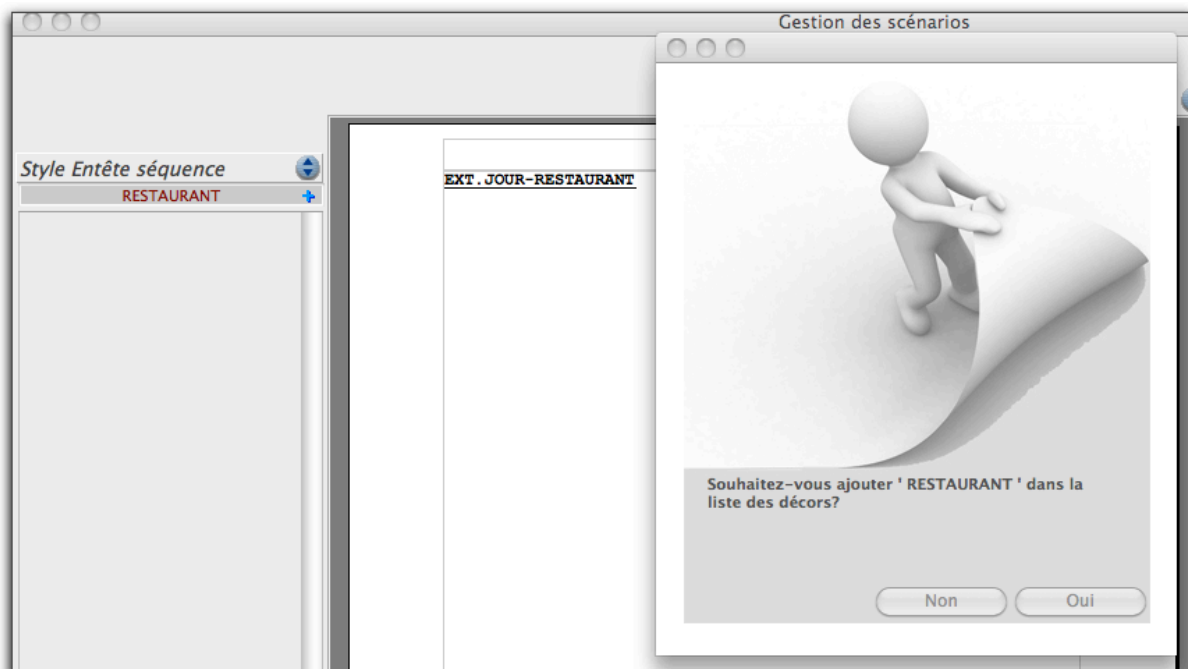 Gestion des scénarios
Style Entête séquence
RESTAURANT
EXT.JOUR-RESTAURANT
Souhaitez-vous ajouter ' RESTAURANT ' dans la
liste des décors?
Non
Oui